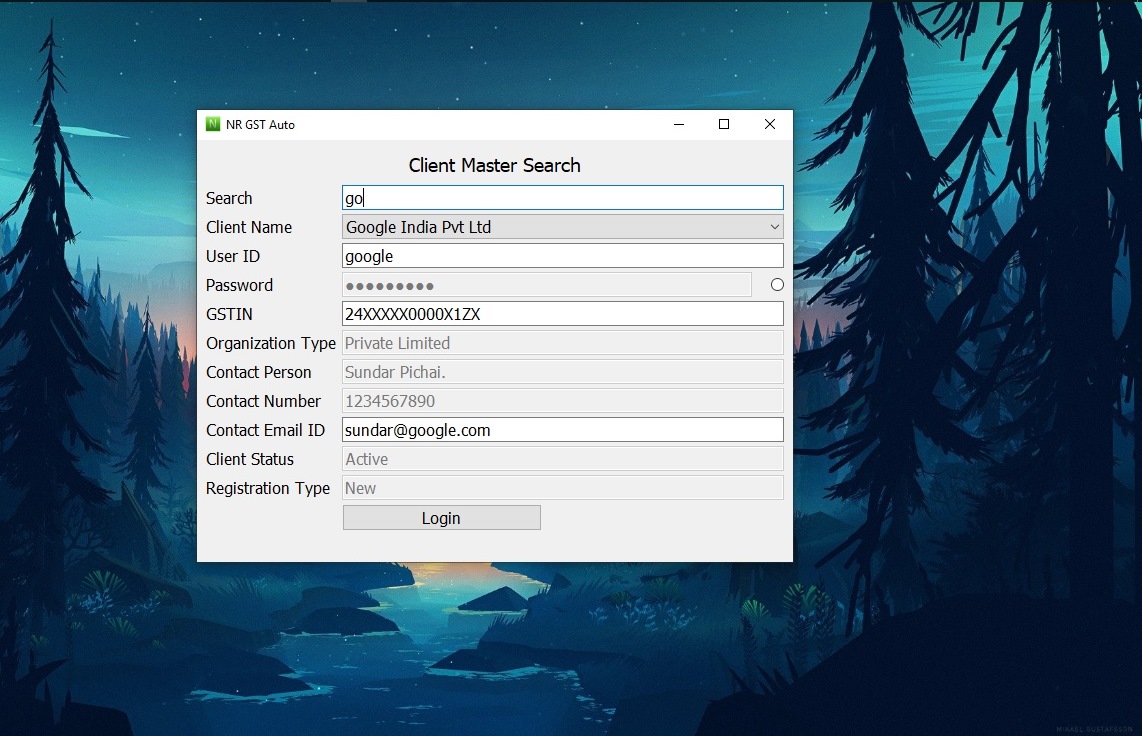 NR GST Auto
Client Master Search
Search go
Client Name Google India Pvt Ltd
User ID google
Password ●●●●●●●●●
GSTIN 24XXXXX0000X1ZX
Organization Type Private Limited
Contact Person Sundar Pichai.
Contact Number 1234567890
Contact Email ID sundar@google.com
Client Status Active
Registration Type New
Login
MIKAEL GUSTAFSSON